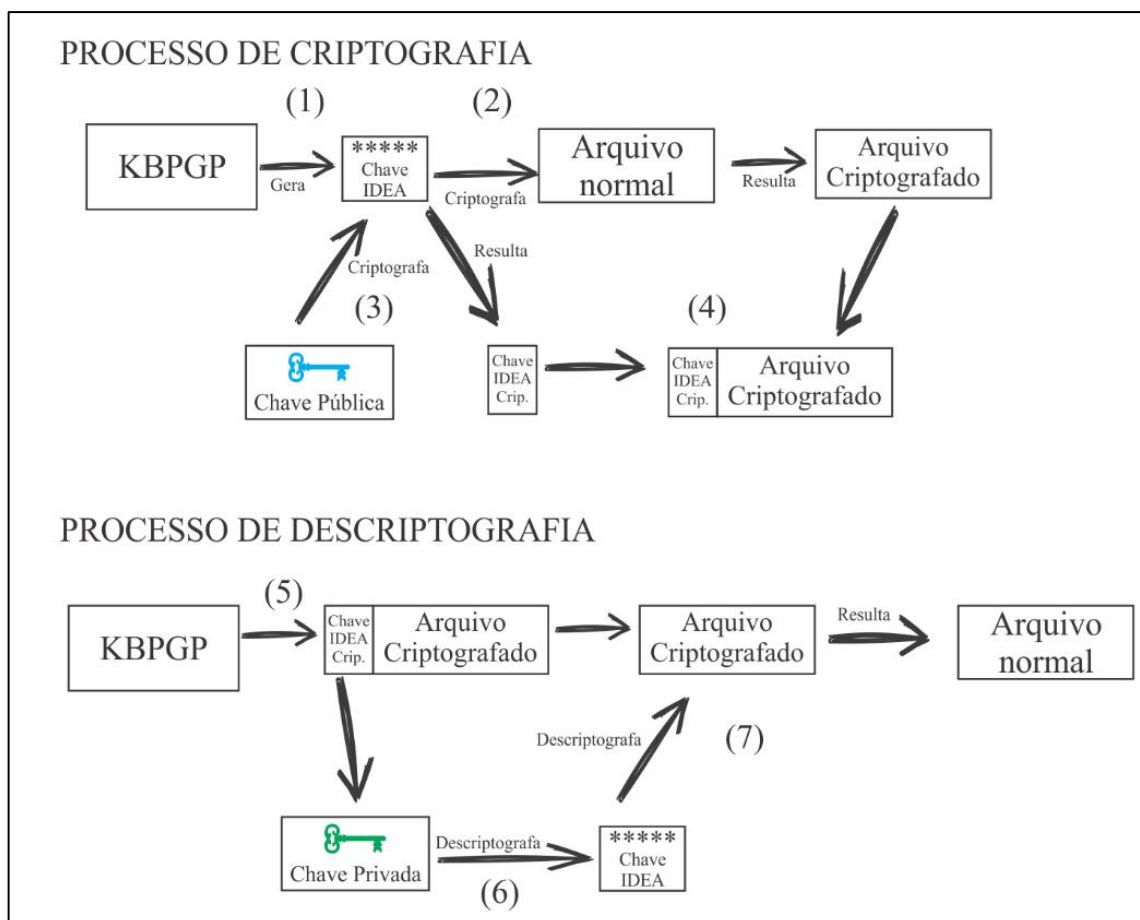 PROCESSO DE CRIPTOGRAFIA
(1)
(2)
KBPGP
Gera
*****
Chave
IDEA
Criptografa
Arquivo
normal
Resulta
Arquivo
Criptografado
Criptografa
Resulta
(3)
(4)
Chave Pública
Chave
IDEA
Crip.
Chave
IDEA
Crip.
Arquivo
Criptografado
PROCESSO DE DESCRIPTOGRAFIA
(5)
KBPGP
Chave
IDEA
Crip.
Arquivo
Criptografado
Arquivo
Criptografado
Resulta
Arquivo
normal
Descriptografa
(7)
Chave Privada
Descriptografa
(6)
*****
Chave
IDEA